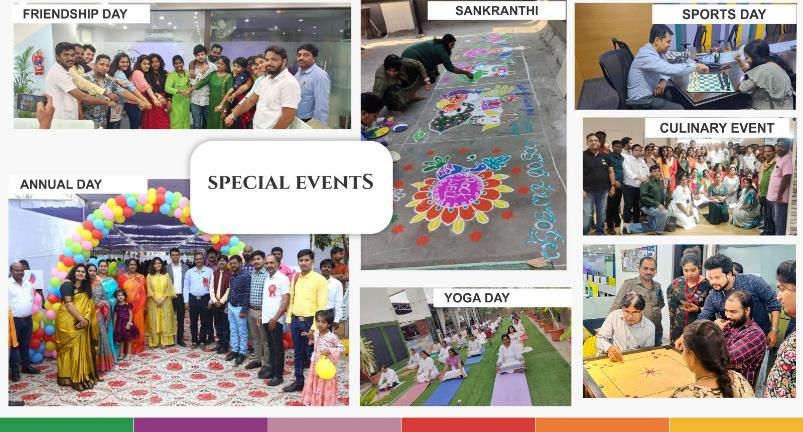 FRIENDSHIP DAY
SANKRANTHI
SPORTS DAY
CULINARY EVENT
SPECIAL EVENTS
ANNUAL DAY
YOGA DAY